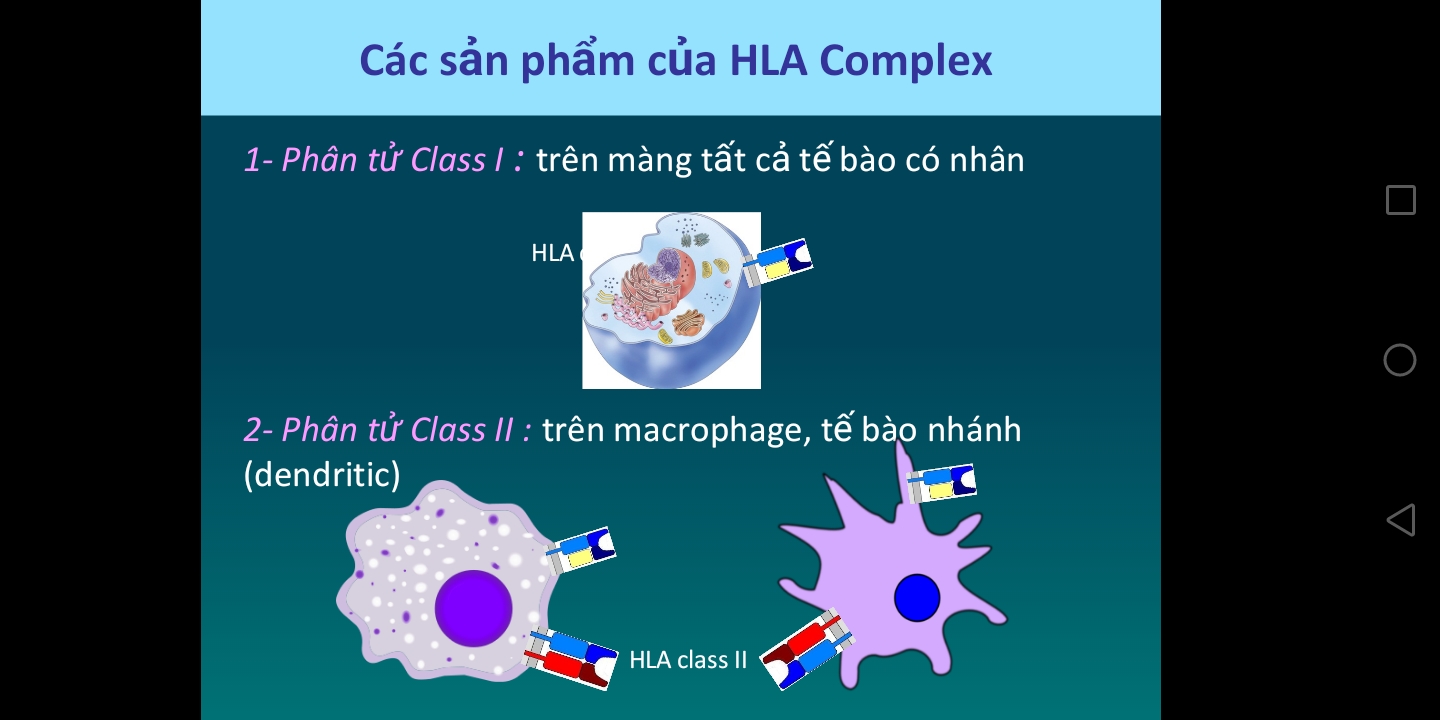 Các sản phẩm của HLA Complex
1- Phân tử Class I : trên màng tất cả tế bào có nhân
HLA
2- Phân tử Class II : trên macrophage, tế bào nhánh
(dendritic)
HLA class II